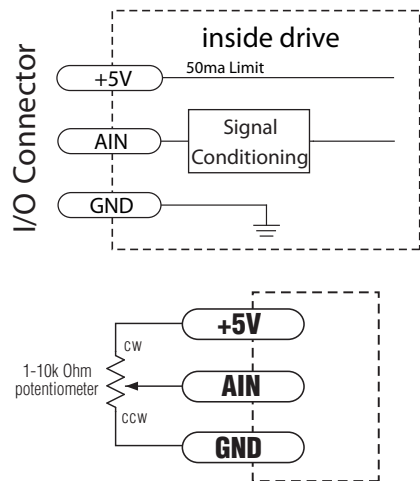 inside drive
I/O Connector
+5V
50ma Limit
AIN
Signal
Conditioning
GND
+5V
CW
1-10k Ohm
potentiometer
AIN
CCW
GND